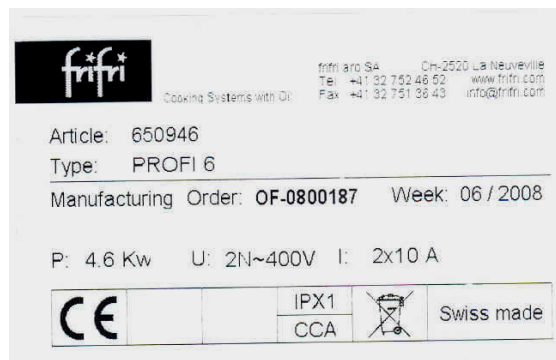 frifri
frifri aro SA CH-2520 La Neuveville
Tel +41 32 752 46 52 www.frifri.com
Cooking Systems with Oil Fax +41 32 751 36 43 info@frifri.com
Article: 650946
Type: PROFI 6
Manufacturing Order: OF-0800187 Week: 06 / 2008
P: 4.6 Kw U: 2N~400V I: 2x10 A
CE IPX1 Swiss made
CCA